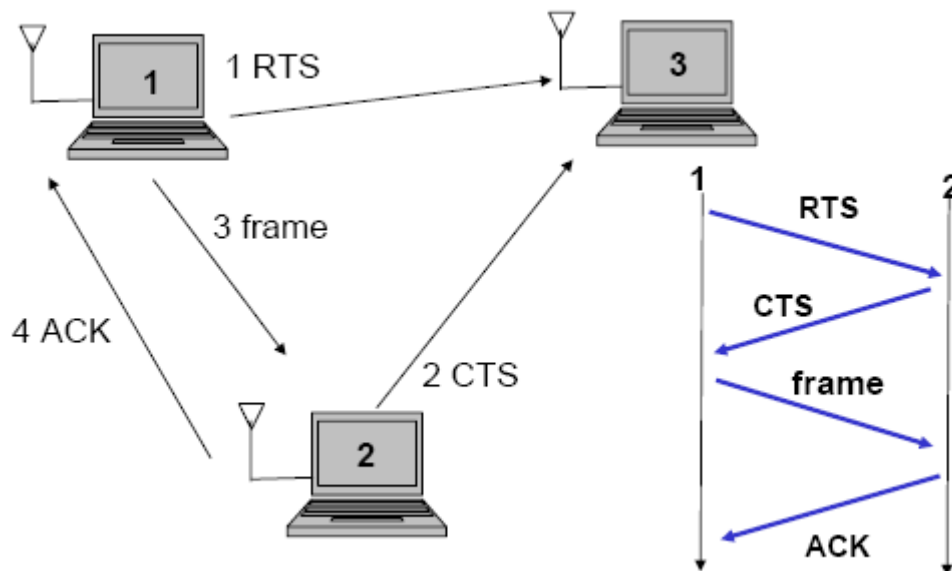 1
1 RTS
3
3 frame
4 ACK
2 CTS
2
1
2
RTS
CTS
frame
ACK